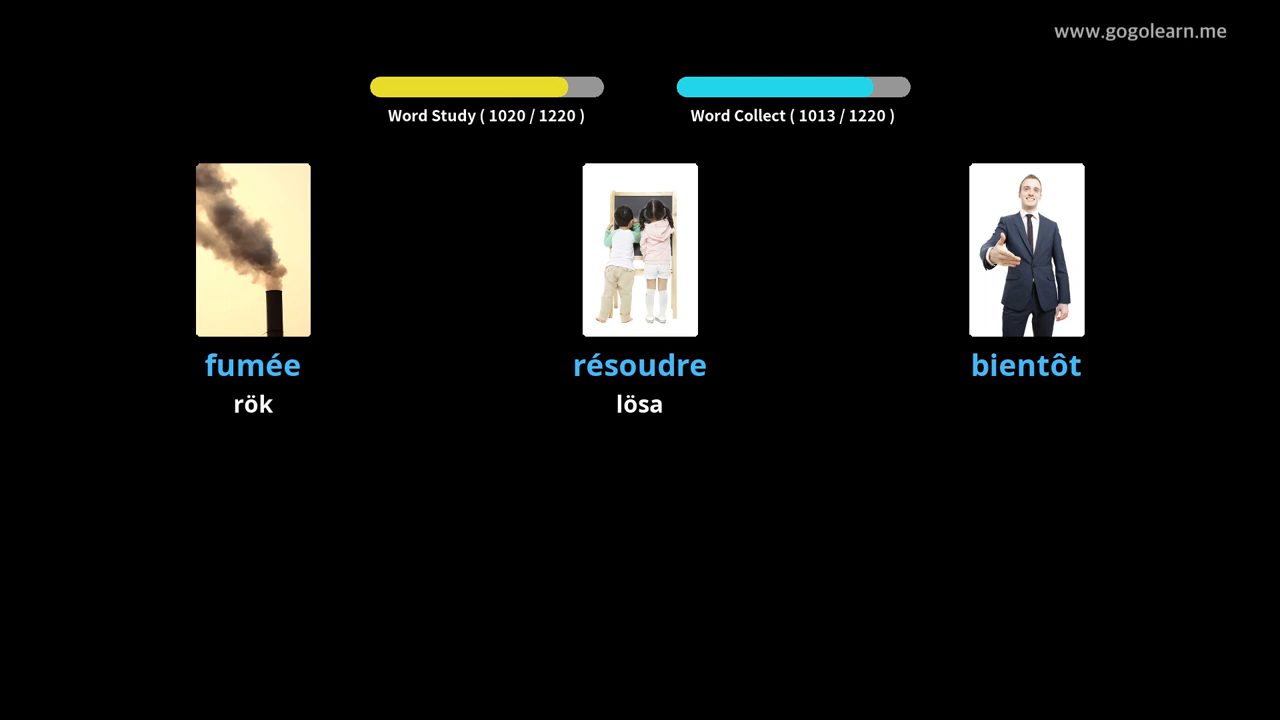 www.gogolearn.me
Word Study ( 1020 / 1220 )
Word Collect ( 1013 / 1220 )
fumée
résoudre
bientôt
rök
lösa